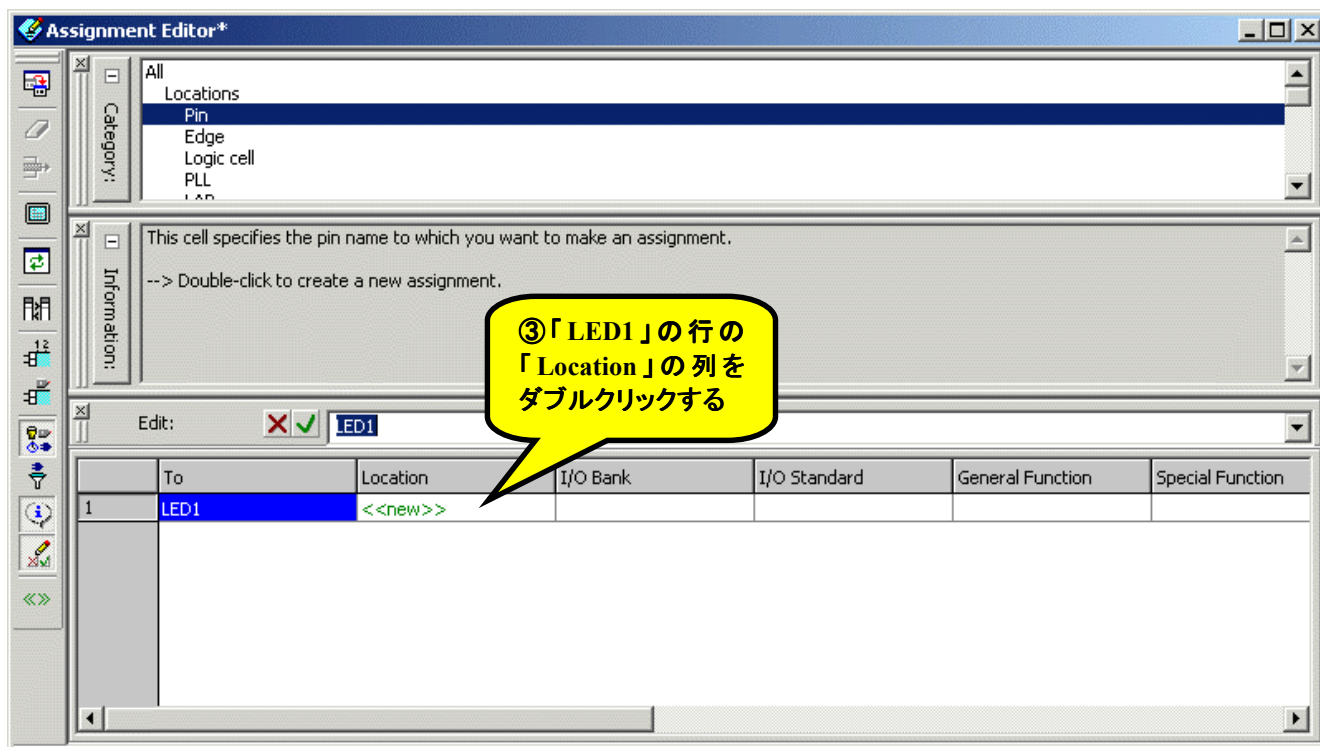 Assignment Editor*
Category:
All
Locations
Pin
Edge
Logic cell
PLL
LAB
Information:
This cell specifies the pin name to which you want to make an assignment.
--> Double-click to create a new assignment.
③「LED1」の行の
「Location」の列を
ダブルクリックする
Edit: LED1
To Location I/O Bank I/O Standard General Function Special Function
1 LED1 <<new>>